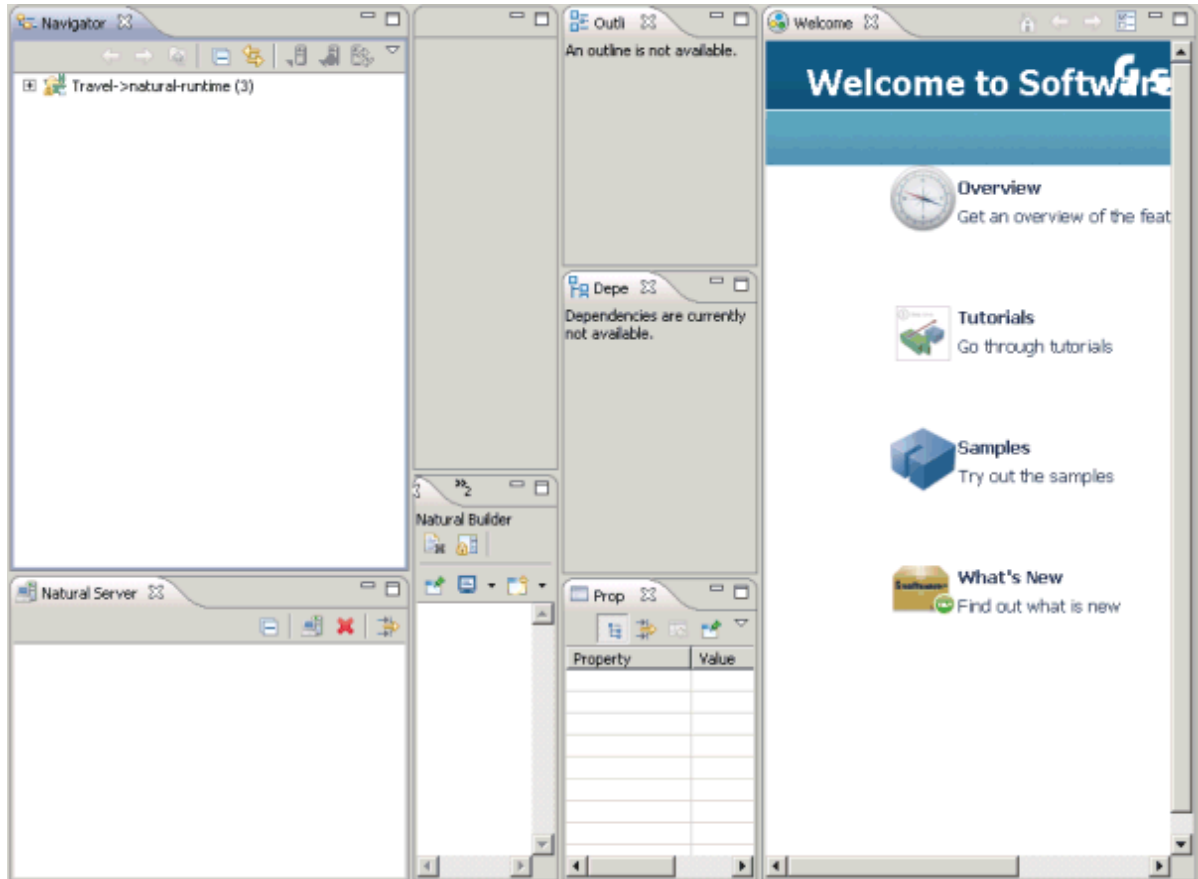 Navigator
Travel->natural-runtime (3)
Natural Server
»2
Natural Builder
Outli
An outline is not available.
Depe
Dependencies are currently
not available.
Prop
Property Value
Welcome
Welcome to Software
Overview
Get an overview of the feat
Tutorials
Go through tutorials
Samples
Try out the samples
What's New
Find out what is new